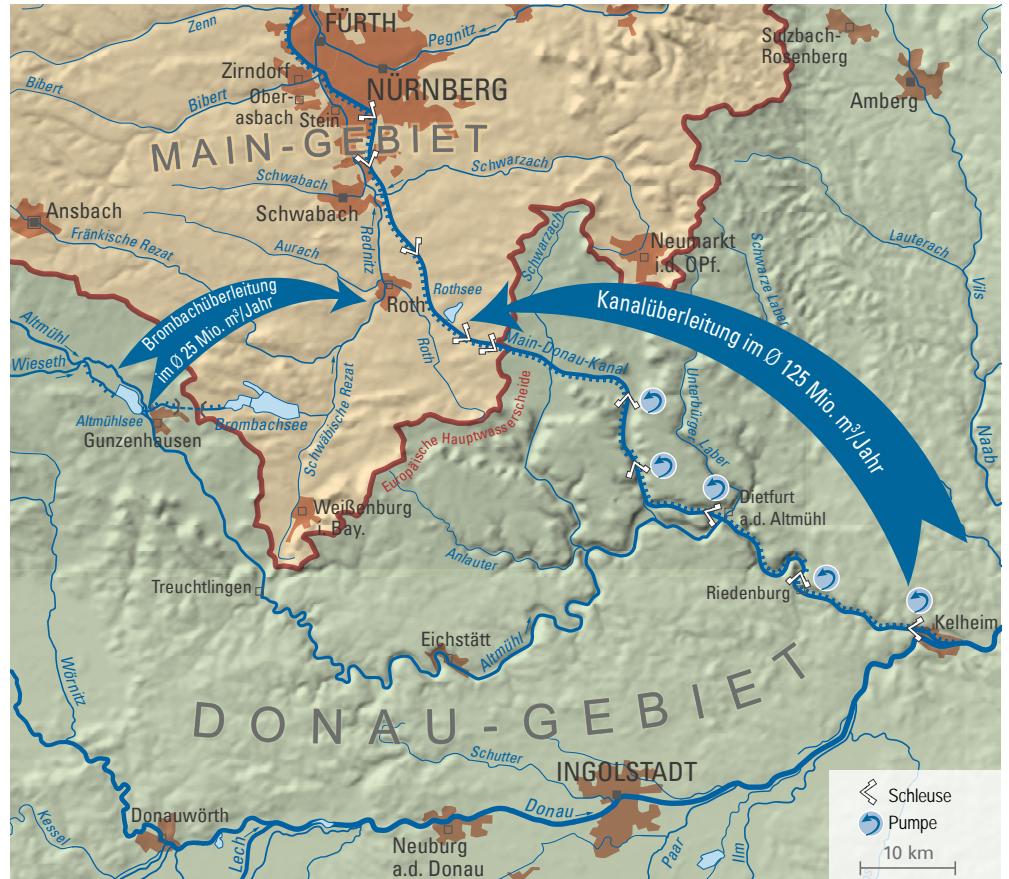 Zenn
FÜRTH
Pegnitz
Sulzbach-
Rosenberg
Zirndorf
Bibert
Ober-
asbach
Bibert
Stein
NÜRNBERG
Amberg
MAIN-GEBIET
Schwarzach
Schwabach
Schwabach
Ansbach
Fränkische Rezat
Aurach
Rednitz
Schwarzach
Neumarkt
i.d. OPf.
Schwarze Laber
Lauterach
Vils
Brombachüberleitung
im Ø 25 Mio. m³/Jahr
Roth
Rothsee
Roth
Kanalüberleitung im Ø 125 Mio. m³/Jahr
Altmühl
Wieseth
Main-Donau-Kanal
Altmühlsee
Gunzenhausen
Brombachsee
Schwäbische Rezat
Europäische Hauptwasserscheide
Unterbürger
Laber
Naab
Weißenburg
i. Bay.
Dietfurt
a.d. Altmühl
Anlauter
Treuchtlingen
Riedenburg
Kelheim
Eichstätt
Altmühl
Wörnitz
DONAU-GEBIET
Schutter
INGOLSTADT
Donauwörth
Donau
Kessel
Lech
Neuburg
a.d. Donau
Paar
Ilm
Schleuse
Pumpe
10 km